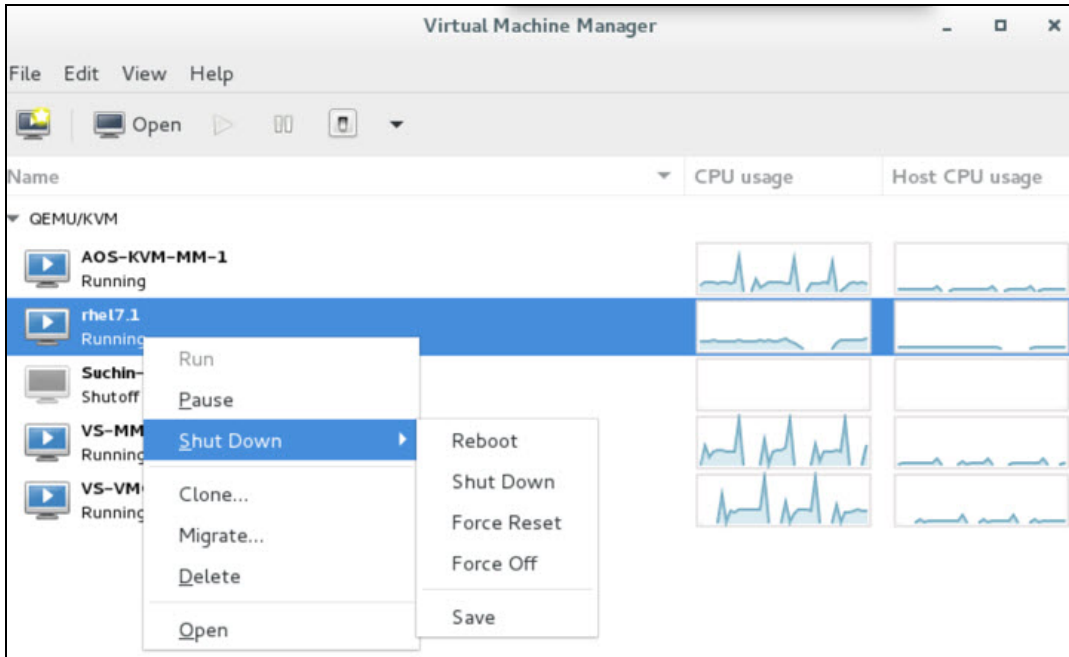 Virtual Machine Manager
File Edit View Help
Open
Name CPU usage Host CPU usage
QEMU/KVM
AOS-KVM-MM-1
Running
rhel7.1
Running
Suchin-
Shutoff
VS-MM
Running
VS-VM
Running
Run
Pause
Shut Down
Clone...
Migrate...
Delete
Open
Reboot
Shut Down
Force Reset
Force Off
Save